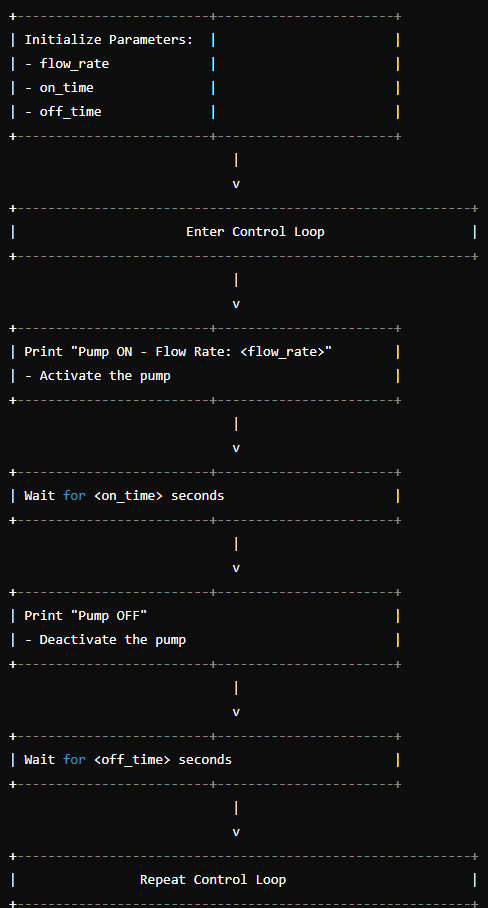 Initialize Parameters:
- flow_rate
- on_time
- off_time
v
Enter Control Loop
v
Print "Pump ON - Flow Rate: <flow_rate>"
- Activate the pump
v
Wait for <on_time> seconds
v
Print "Pump OFF"
- Deactivate the pump
v
Wait for <off_time> seconds
v
Repeat Control Loop